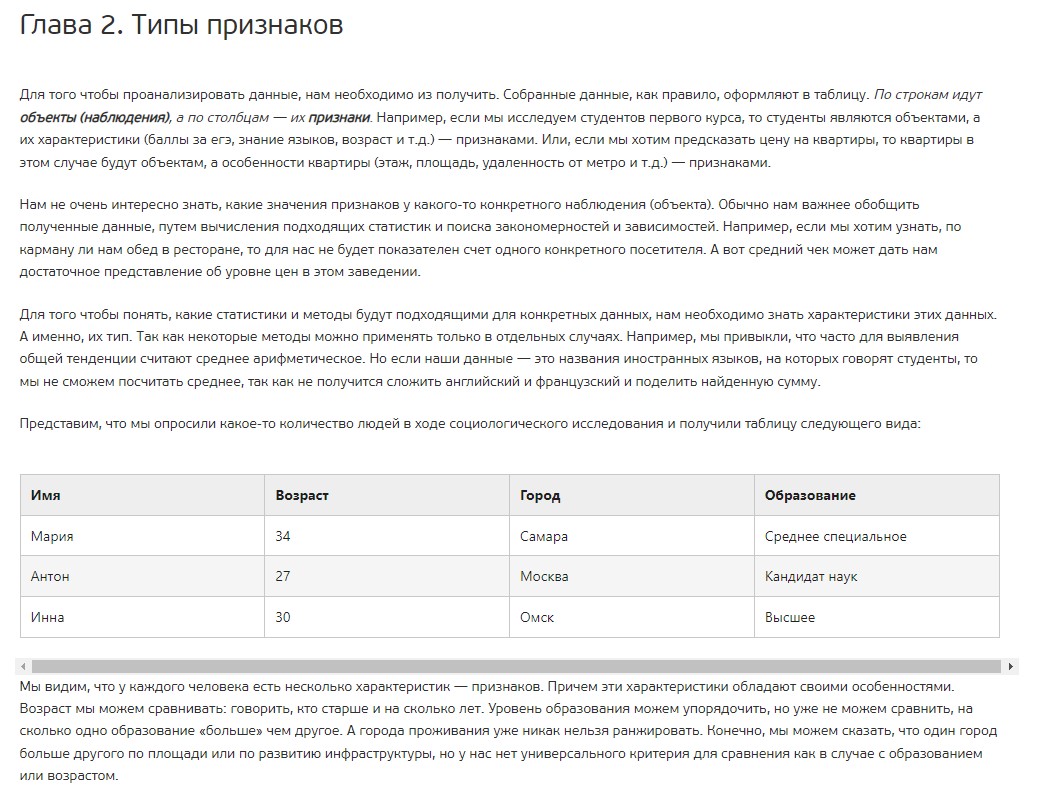 Глава 2. Типы признаков
Для того чтобы проанализировать данные, нам необходимо из получить. Собранные данные, как правило, оформляют в таблицу. По строкам идут
объекты (наблюдения), а по столбцам — их признаки. Например, если мы исследуем студентов первого курса, то студенты являются объектами, а
их характеристики (баллы за егэ, знание языков, возраст и т.д.) — признаками. Или, если мы хотим предсказать цену на квартиры, то квартиры в
этом случае будут объектам, а особенности квартиры (этаж, площадь, удаленность от метро и т.д.) — признаками.
Нам не очень интересно знать, какие значения признаков у какого-то конкретного наблюдения (объекта). Обычно нам важнее обобщить
полученные данные, путем вычисления подходящих статистик и поиска закономерностей и зависимостей. Например, если мы хотим узнать, по
карману ли нам обед в ресторане, то для нас не будет показателен счет одного конкретного посетителя. А вот средний чек может дать нам
достаточное представление об уровне цен в этом заведении.
Для того чтобы понять, какие статистики и методы будут подходящими для конкретных данных, нам необходимо знать характеристики этих данных.
А именно, их тип. Так как некоторые методы можно применять только в отдельных случаях. Например, мы привыкли, что часто для выявления
общей тенденции считают среднее арифметическое. Но если наши данные — это названия иностранных языков, на которых говорят студенты, то
мы не сможем посчитать среднее, так как не получится сложить английский и французский и поделить найденную сумму.
Представим, что мы опросили какое-то количество людей в ходе социологического исследования и получили таблицу следующего вида:
Имя Возраст Город Образование
Мария 34 Самара Среднее специальное
Антон 27 Москва Кандидат наук
Инна 30 Омск Высшее
Мы видим, что у каждого человека есть несколько характеристик — признаков. Причем эти характеристики обладают своими особенностями.
Возраст мы можем сравнивать: говорить, кто старше и на сколько лет. Уровень образования можем упорядочить, но уже не можем сравнить, на
сколько одно образование «больше» чем другое. А города проживания уже никак нельзя ранжировать. Конечно, мы можем сказать, что один город
больше другого по площади или по развитию инфраструктуры, но у нас нет универсального критерия для сравнения как в случае с образованием
или возрастом.